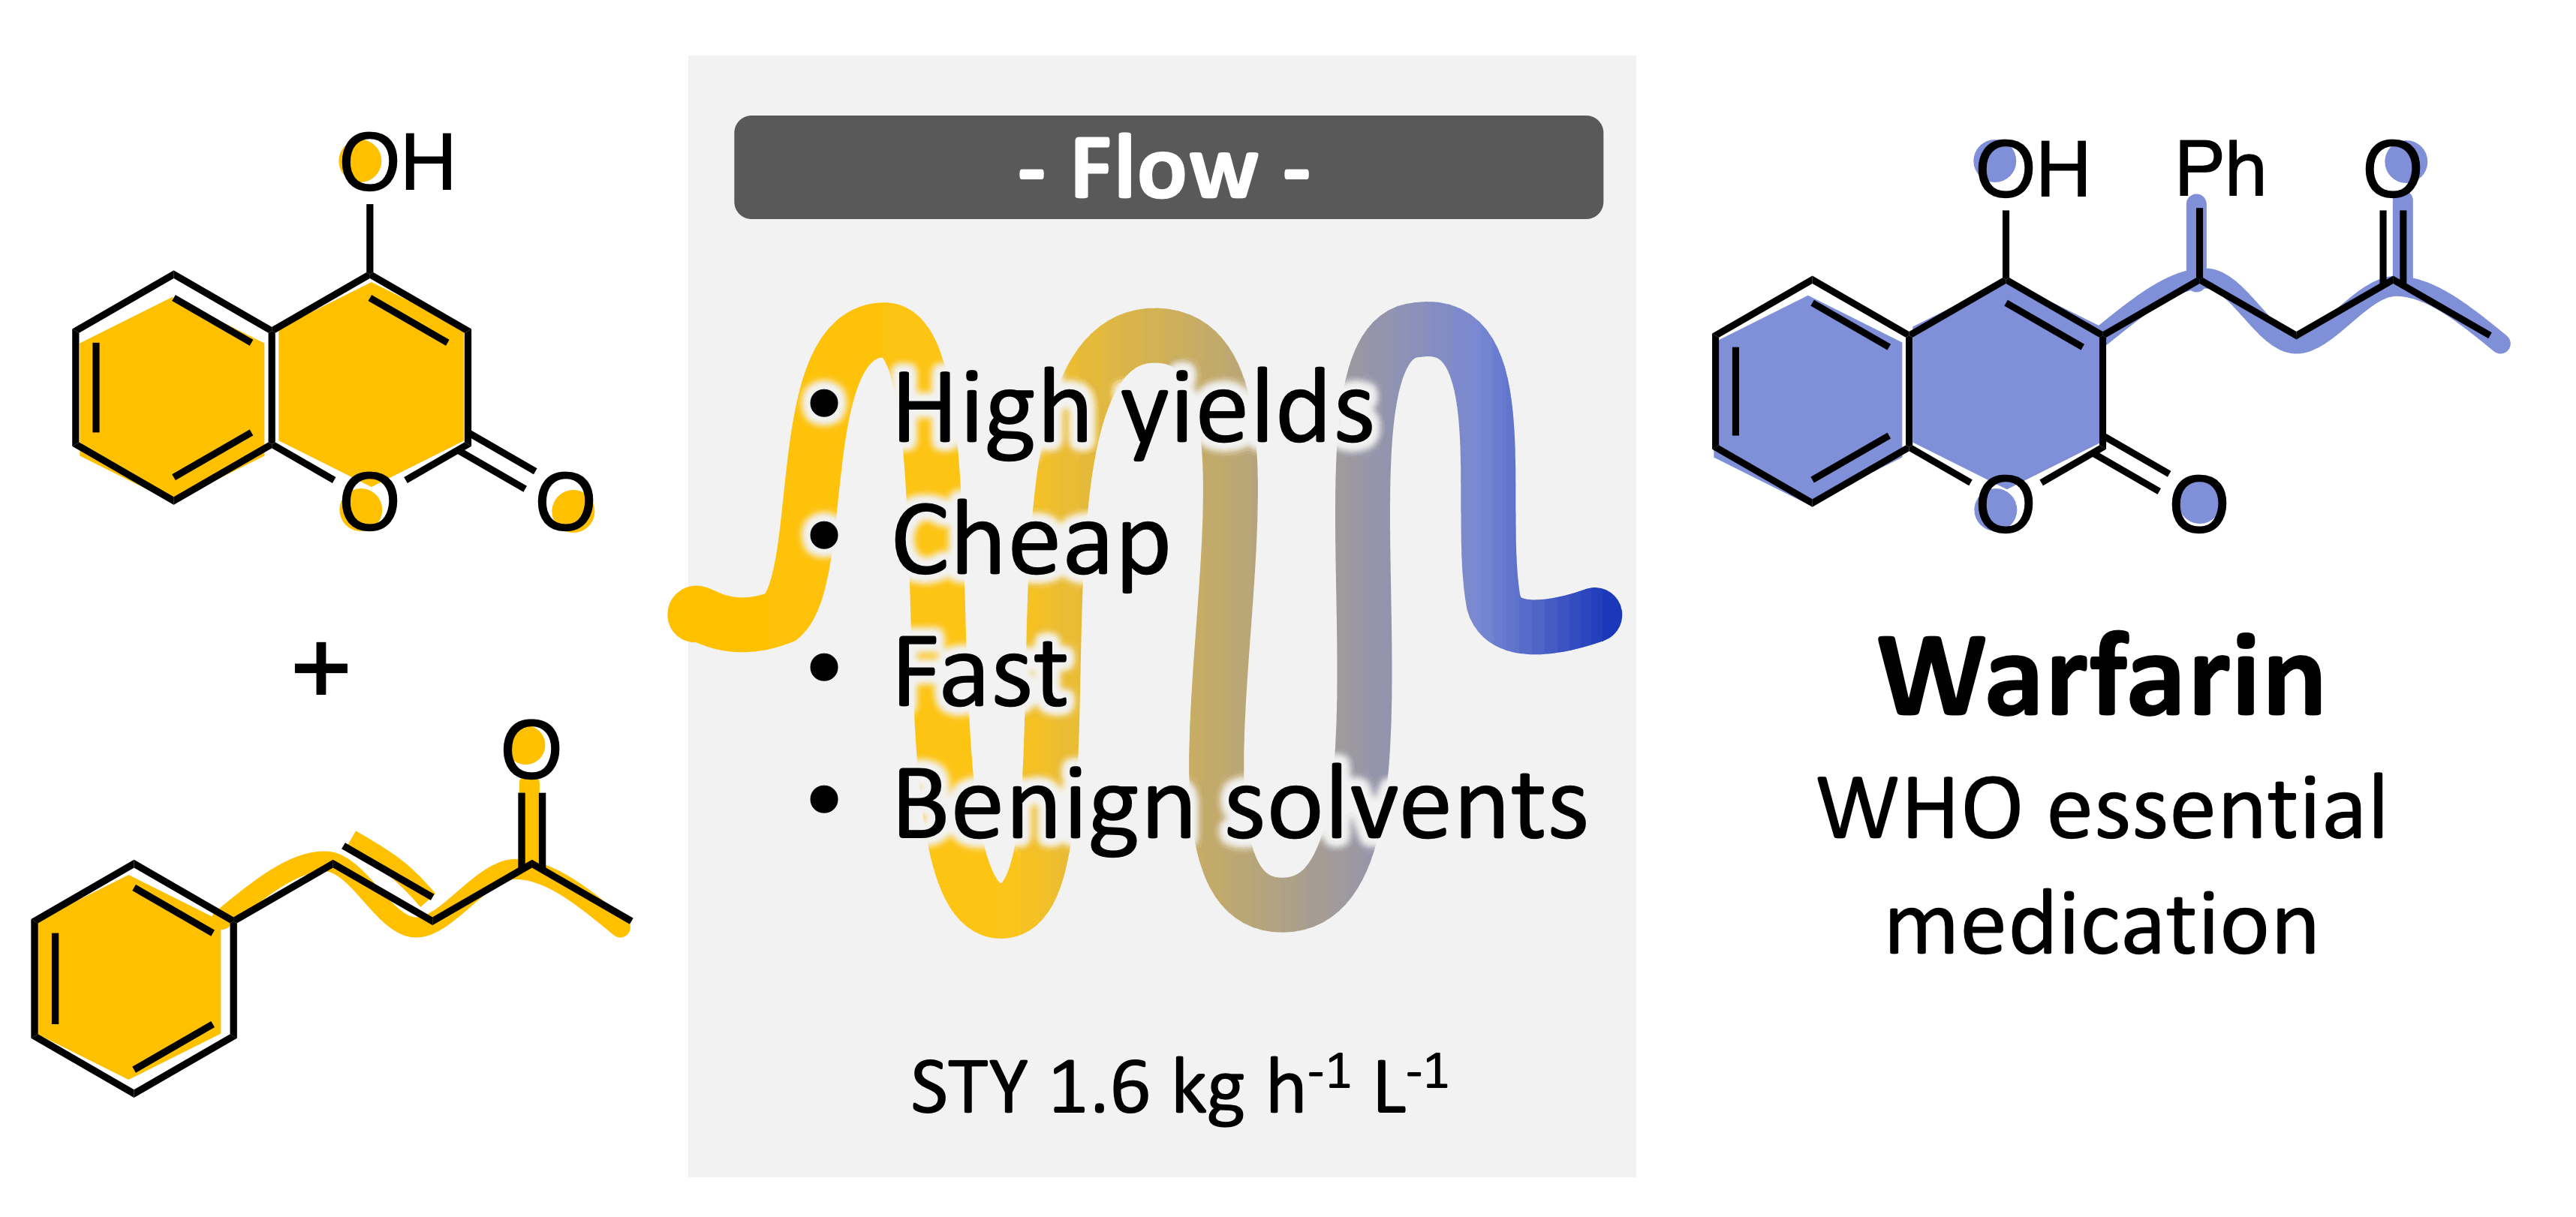 OH
O
O
+
O
- Flow -
• High yields
• Cheap
• Fast
• Benign solvents
STY 1.6 kg h⁻¹ L⁻¹
OH Ph O
O
O
Warfarin
WHO essential
medication